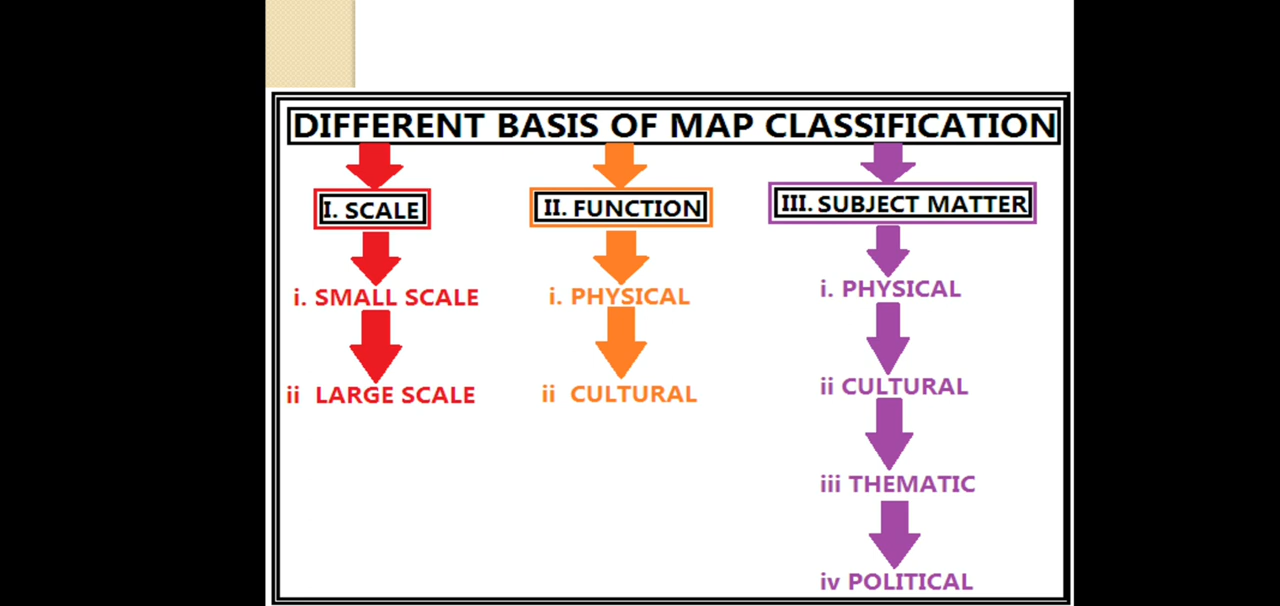 DIFFERENT BASIS OF MAP CLASSIFICATION
I. SCALE
i. SMALL SCALE
ii LARGE SCALE
II. FUNCTION
i. PHYSICAL
ii CULTURAL
III. SUBJECT MATTER
i. PHYSICAL
ii CULTURAL
iii THEMATIC
iv POLITICAL